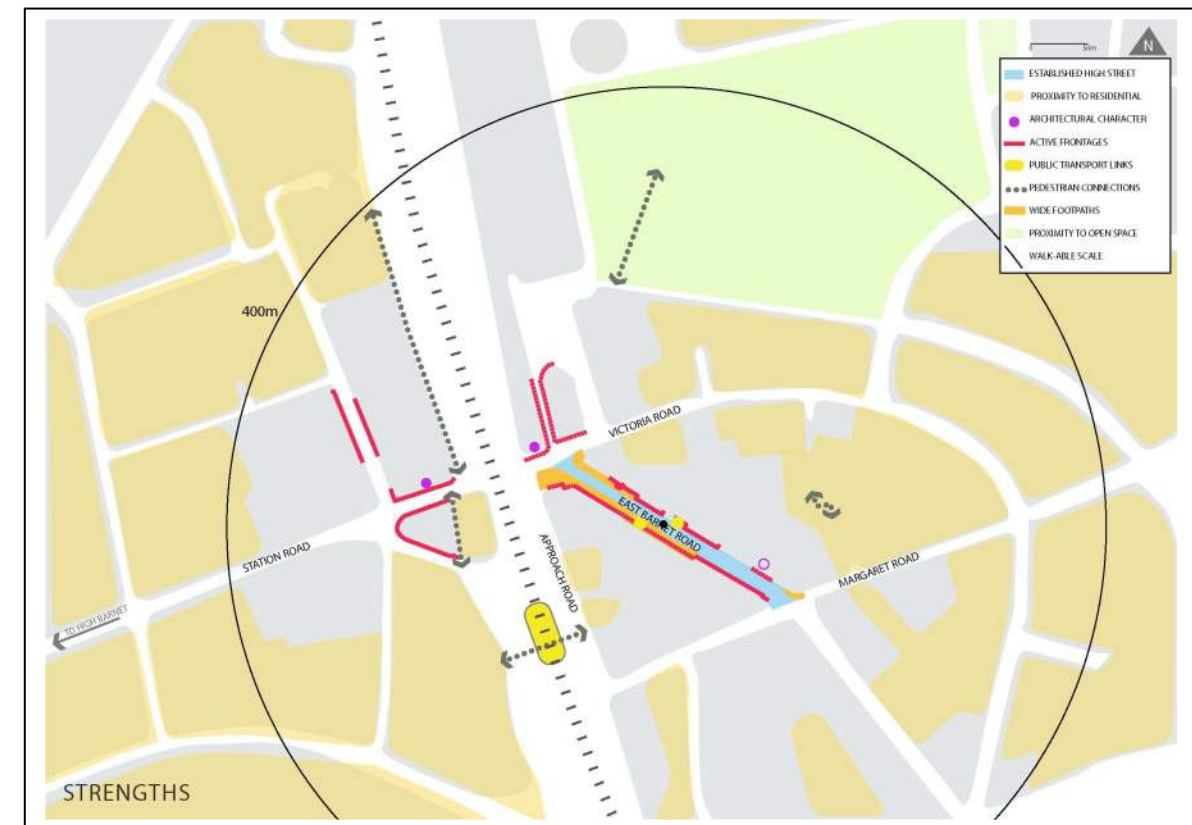 0 50m
N
ESTABLISHED HIGH STREET
PROXIMITY TO RESIDENTIAL
ARCHITECTURAL CHARACTER
ACTIVE FRONTAGES
PUBLIC TRANSPORT LINKS
PEDESTRIAN CONNECTIONS
WIDE FOOTPATHS
PROXIMITY TO OPEN SPACE
WALK-ABLE SCALE
400m
VICTORIA ROAD
EAST BARNET ROAD
STATION ROAD
APPROACH ROAD
MARGARET ROAD
TO HIGH BARNET
STRENGTHS